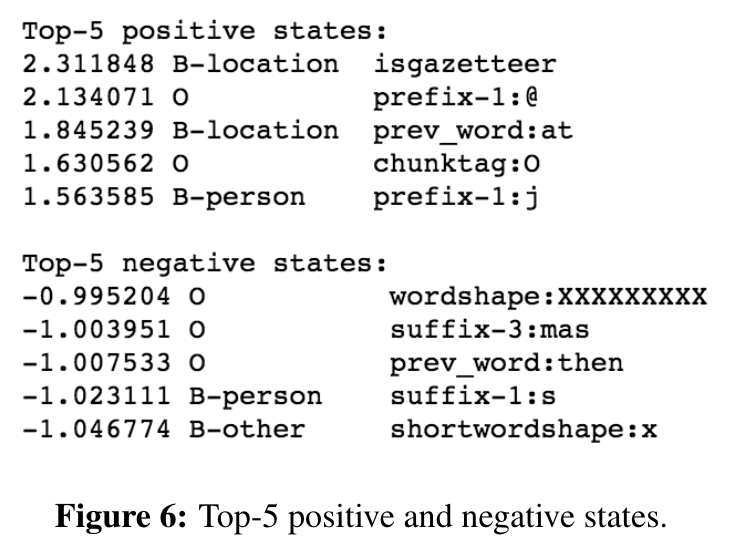 Top-5 positive states:
2.311848 B-location isgazetteer
2.134071 O prefix-1:@
1.845239 B-location prev_word:at
1.630562 O chunktag:O
1.563585 B-person prefix-1:j
Top-5 negative states:
-0.995204 O wordshape:XXXXXXXXX
-1.003951 O suffix-3:mas
-1.007533 O prev_word:then
-1.023111 B-person suffix-1:s
-1.046774 B-other shortwordshape:x
Figure 6: Top-5 positive and negative states.